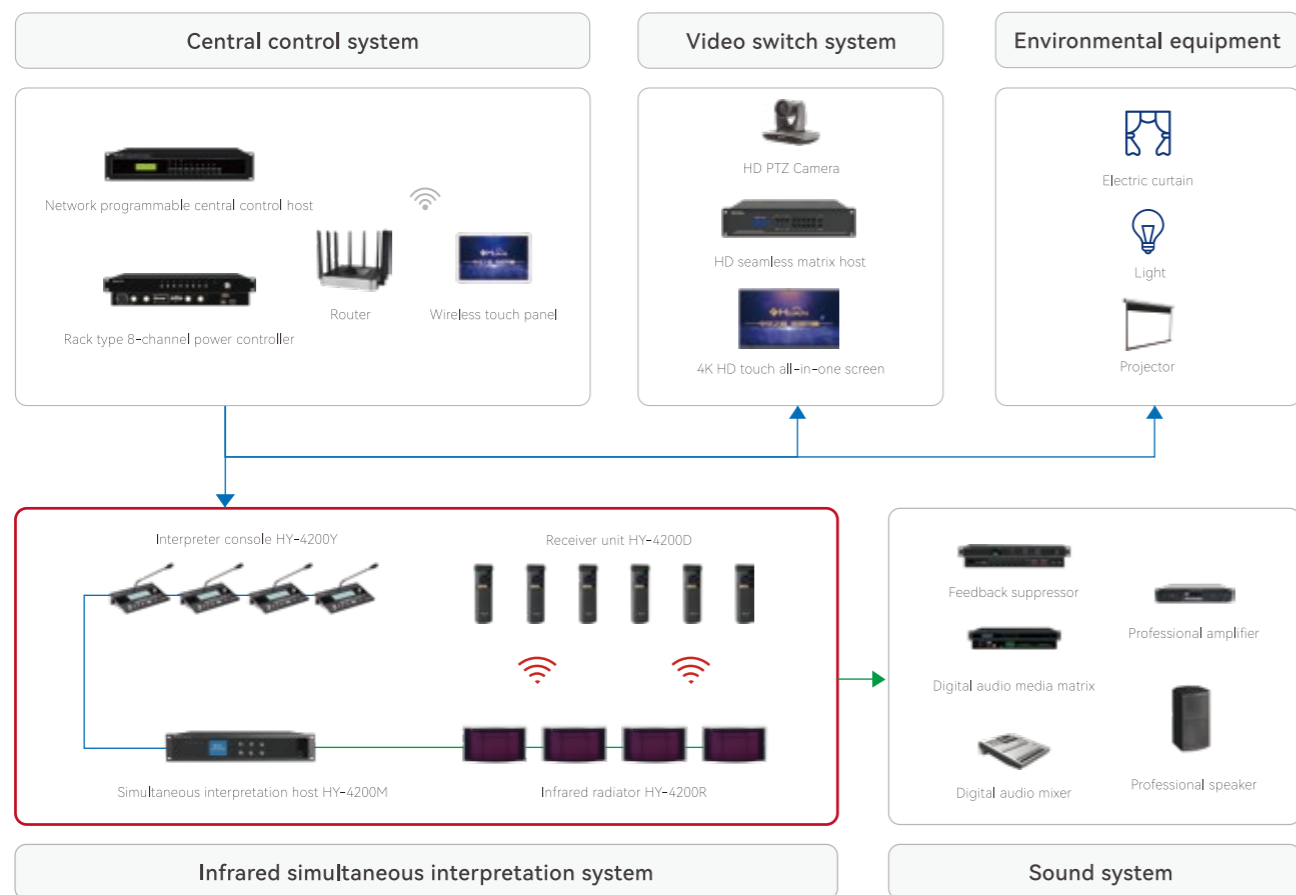 Central control system
Video switch system
Environmental equipment
Network programmable central control host
Rack type 8-channel power controller
Router
Wireless touch panel
HD PTZ Camera
HD seamless matrix host
4K HD touch all-in-one screen
Electric curtain
Light
Projector
Interpreter console HY-4200Y
Receiver unit HY-4200D
Simultaneous interpretation host HY-4200M
Infrared radiator HY-4200R
Feedback suppressor
Professional amplifier
Digital audio media matrix
Digital audio mixer
Professional speaker
Infrared simultaneous interpretation system
Sound system